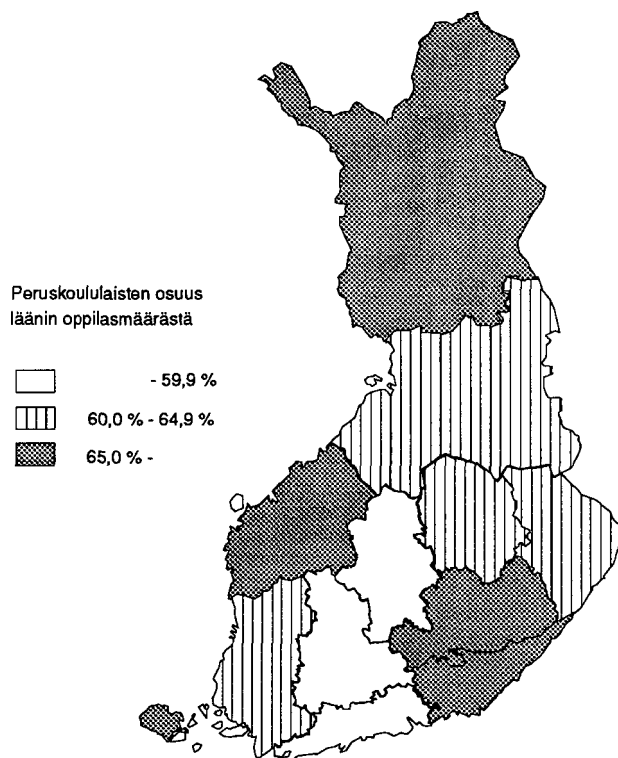 Peruskoululaisten osuus
läänin oppilasmäärästä
- 59,9 %
60,0 % - 64,9 %
65,0 % -